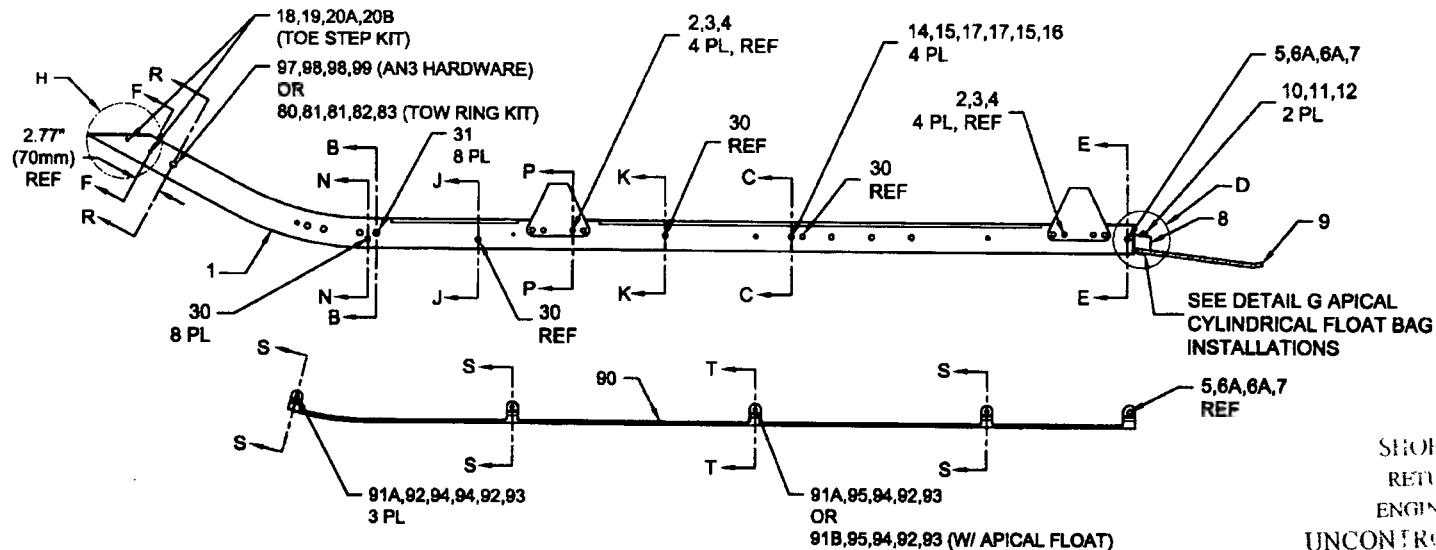 18,19,20A,20B
(TOE STEP KIT)
97,98,98,99 (AN3 HARDWARE)
OR
80,81,81,82,83 (TOW RING KIT)
2,3,4
4 PL, REF
14,15,17,17,15,16
4 PL
5,6A,6A,7
10,11,12
2 PL
2,3,4
4 PL, REF
H
R
F
2.77"
(70mm)
REF
F
R
31
8 PL
30
REF
30
REF
B
N
J
P
K
C
E
D
8
9
1
30
8 PL
N
B
J
30
REF
P
K
C
E
SEE DETAIL G APICAL
CYLINDRICAL FLOAT BAG
INSTALLATIONS
S
S
90
T
S
5,6A,6A,7
REF
S
S
T
S
91A,92,94,94,92,93
3 PL
91A,95,94,92,93
OR
91B,95,94,92,93 (W/ APICAL FLOAT)